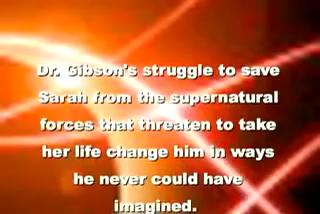 Dr. Gibson's struggle to save
Sarah from the supernatural
forces that threaten to take
her life change him in ways
he never could have
imagined.